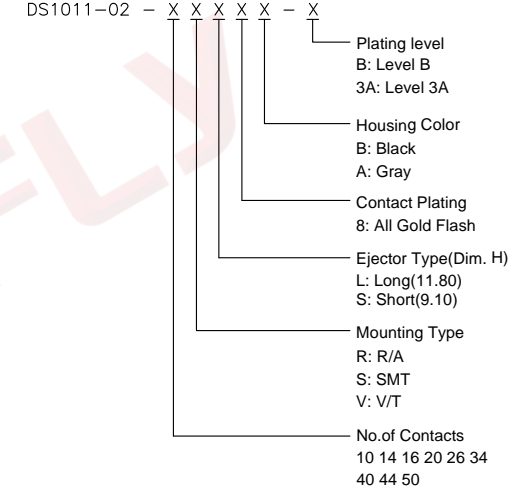 DS1011-02 - X X X X X - X
Plating level
B: Level B
3A: Level 3A
Housing Color
B: Black
A: Gray
Contact Plating
8: All Gold Flash
Ejector Type(Dim. H)
L: Long(11.80)
S: Short(9.10)
Mounting Type
R: R/A
S: SMT
V: V/T
No.of Contacts
10 14 16 20 26 34
40 44 50